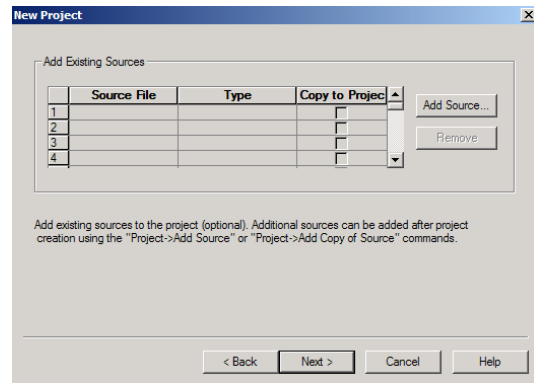 New Project
Add Existing Sources
Source File Type Copy to Projec
Add Source...
1
2
Remove
3
4
Add existing sources to the project (optional). Additional sources can be added after project
creation using the "Project->Add Source" or "Project->Add Copy of Source" commands.
< Back Next > Cancel Help